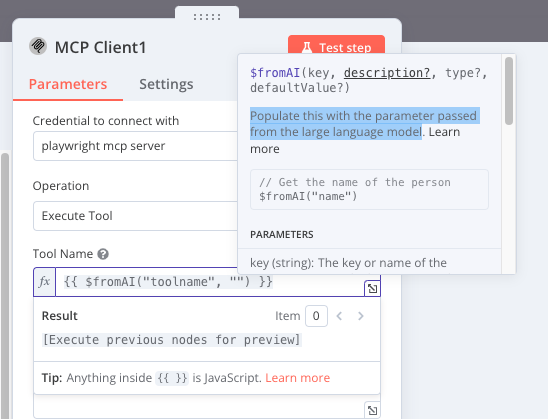 MCP Client1
Test step
Parameters
Settings
Credential to connect with
playwright mcp server
Operation
Execute Tool
Tool Name
fx {{ $fromAI("toolname", "") }}
Result
Item 0
[Execute previous nodes for preview]
Tip: Anything inside {{ }} is JavaScript. Learn more
$fromAI(key, description?, type?,
defaultValue?)
Populate this with the parameter passed
from the large language model. Learn
more
// Get the name of the person
$fromAI("name")
PARAMETERS
key (string): The key or name of the